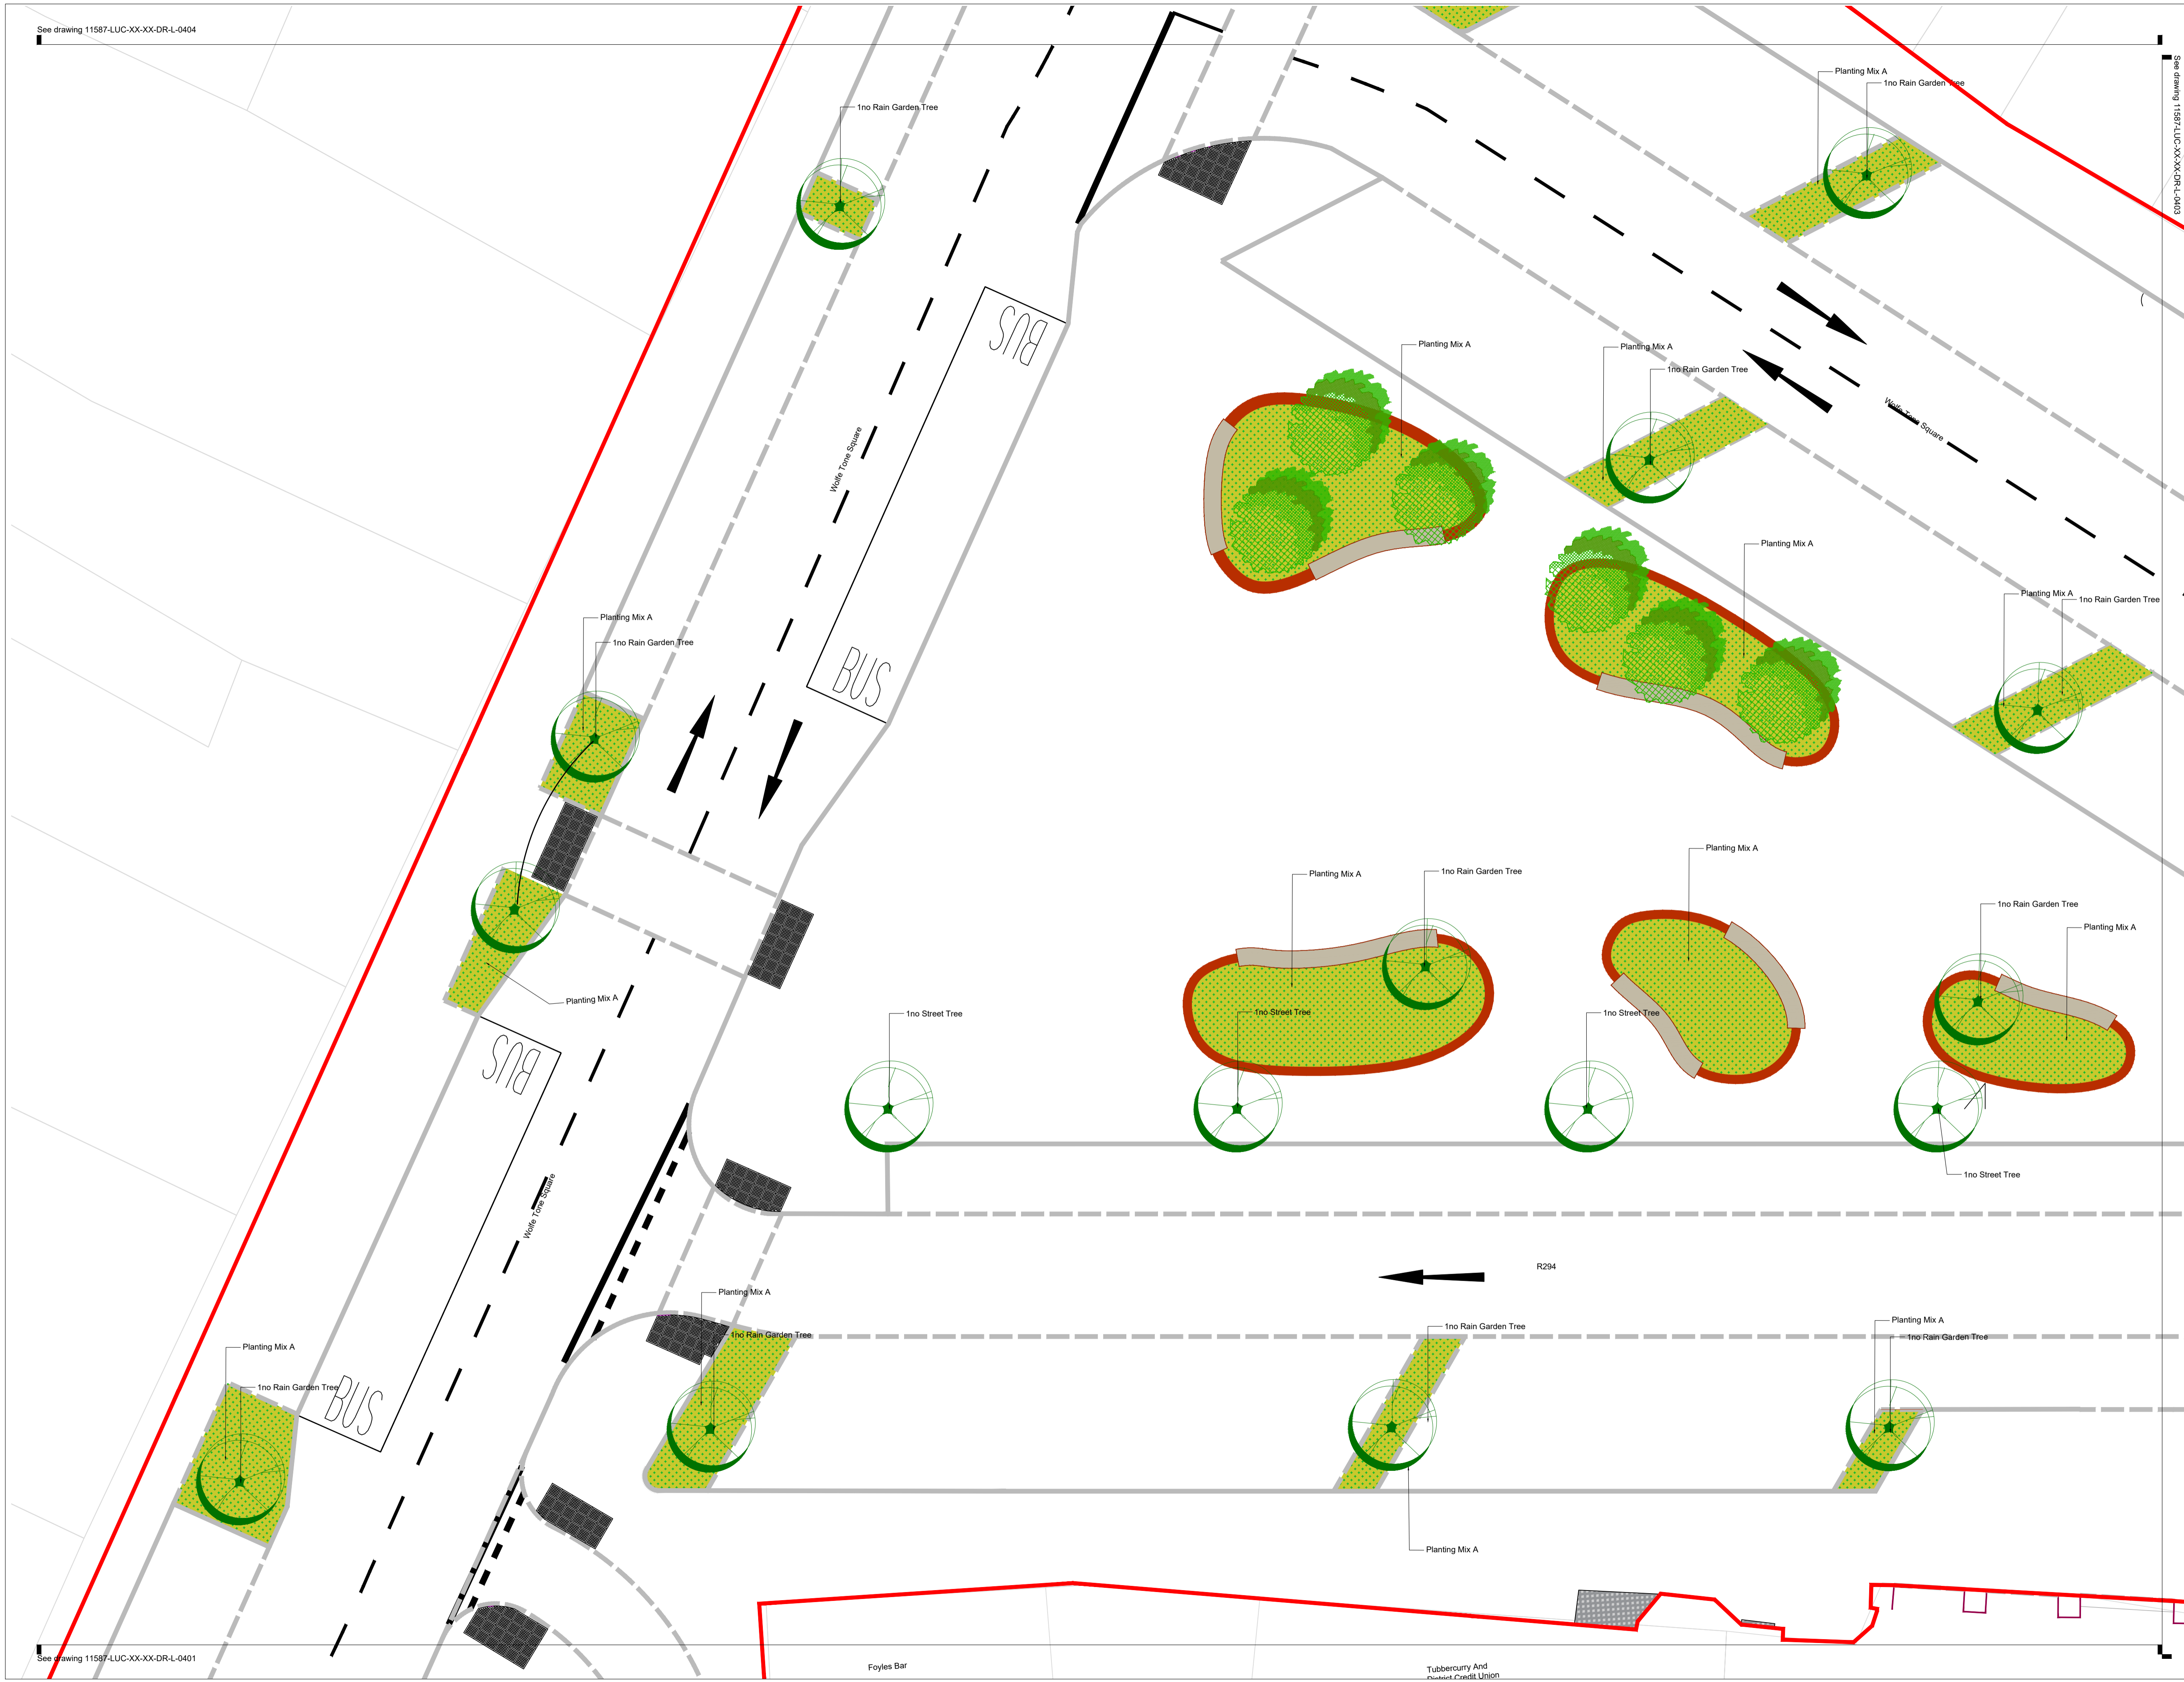 See drawing 11587-LUC-XX-XX-DR-L-0404
See drawing 11587-LUC-XX-XX-DR-L-0403
Planting Mix A
1no Rain Garden Tree
1no Rain Garden Tree
BUS
Planting Mix A
Planting Mix A
1no Rain Garden Tree
Wolfe Tone Square
Wolfe Tone Square
Planting Mix A
Planting Mix A
1no Rain Garden Tree
Planting Mix A
1no Rain Garden Tree
BUS
Planting Mix A
Planting Mix A
1no Rain Garden Tree
1no Rain Garden Tree
Planting Mix A
Planting Mix A
1no Street Tree
1no Street Tree
1no Street Tree
BUS
1no Street Tree
Wolfe Tone Square
R294
Planting Mix A
1no Rain Garden Tree
1no Rain Garden Tree
Planting Mix A
1no Rain Garden Tree
Planting Mix A
1no Rain Garden Tree
BUS
Planting Mix A
See drawing 11587-LUC-XX-XX-DR-L-0401
Foyles Bar
Tubbercurry And
District Credit Union